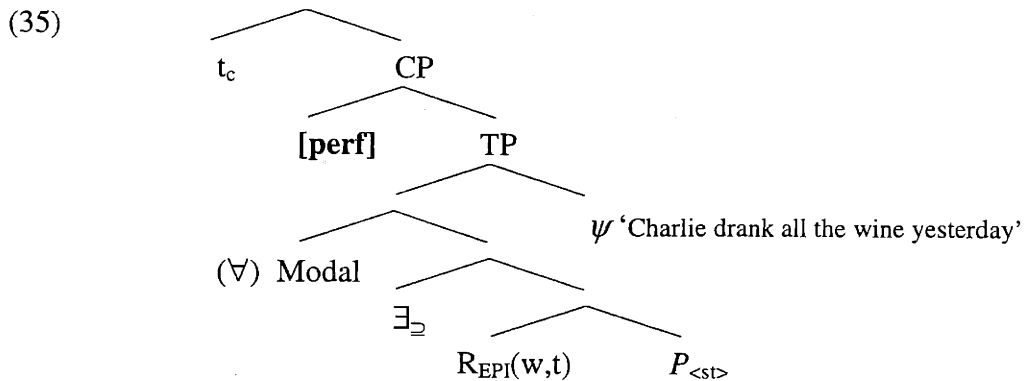 (35)
t_c CP
[perf] TP
ψ ‘Charlie drank all the wine yesterday’
(∀) Modal
∃⊇
R_EPI(w,t) P_<st>